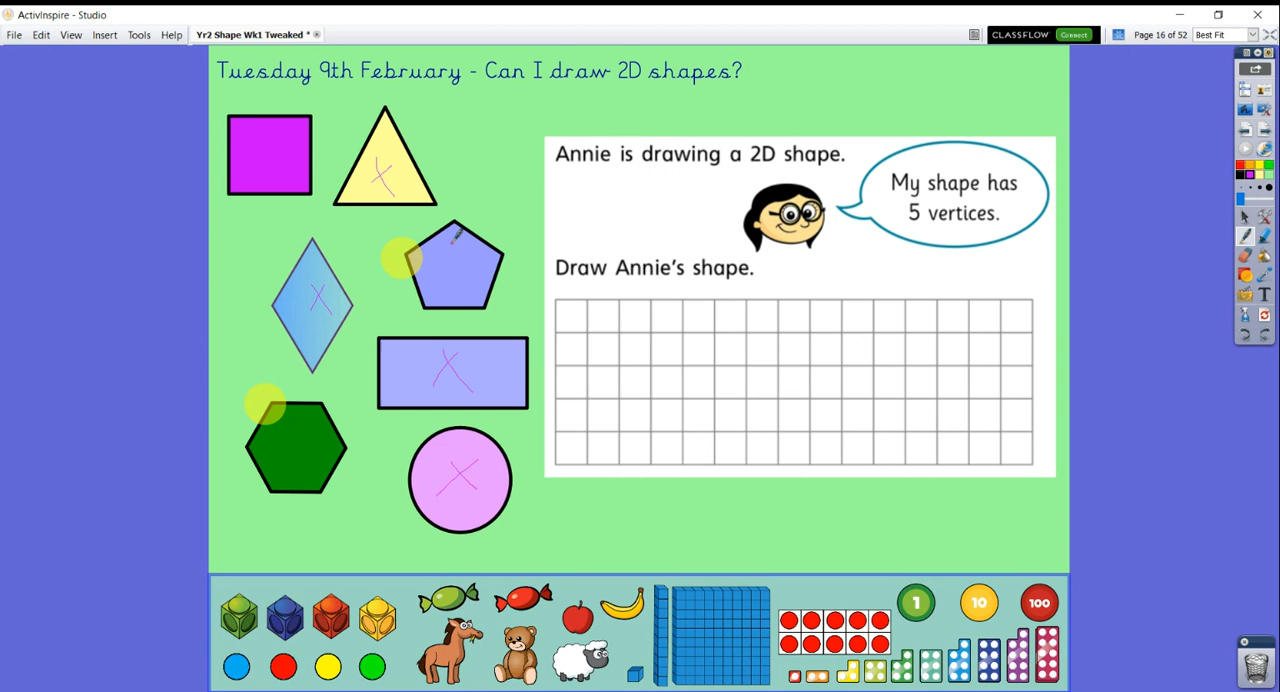 ActivInspire - Studio
File Edit View Insert Tools Help Yr2 Shape Wk1 Tweaked * CLASSFLOW Connect Page 16 of 52 Best Fit
Tuesday 9th February - Can I draw 2D shapes?
Annie is drawing a 2D shape.
My shape has
5 vertices.
Draw Annie's shape.
1 10 100
T